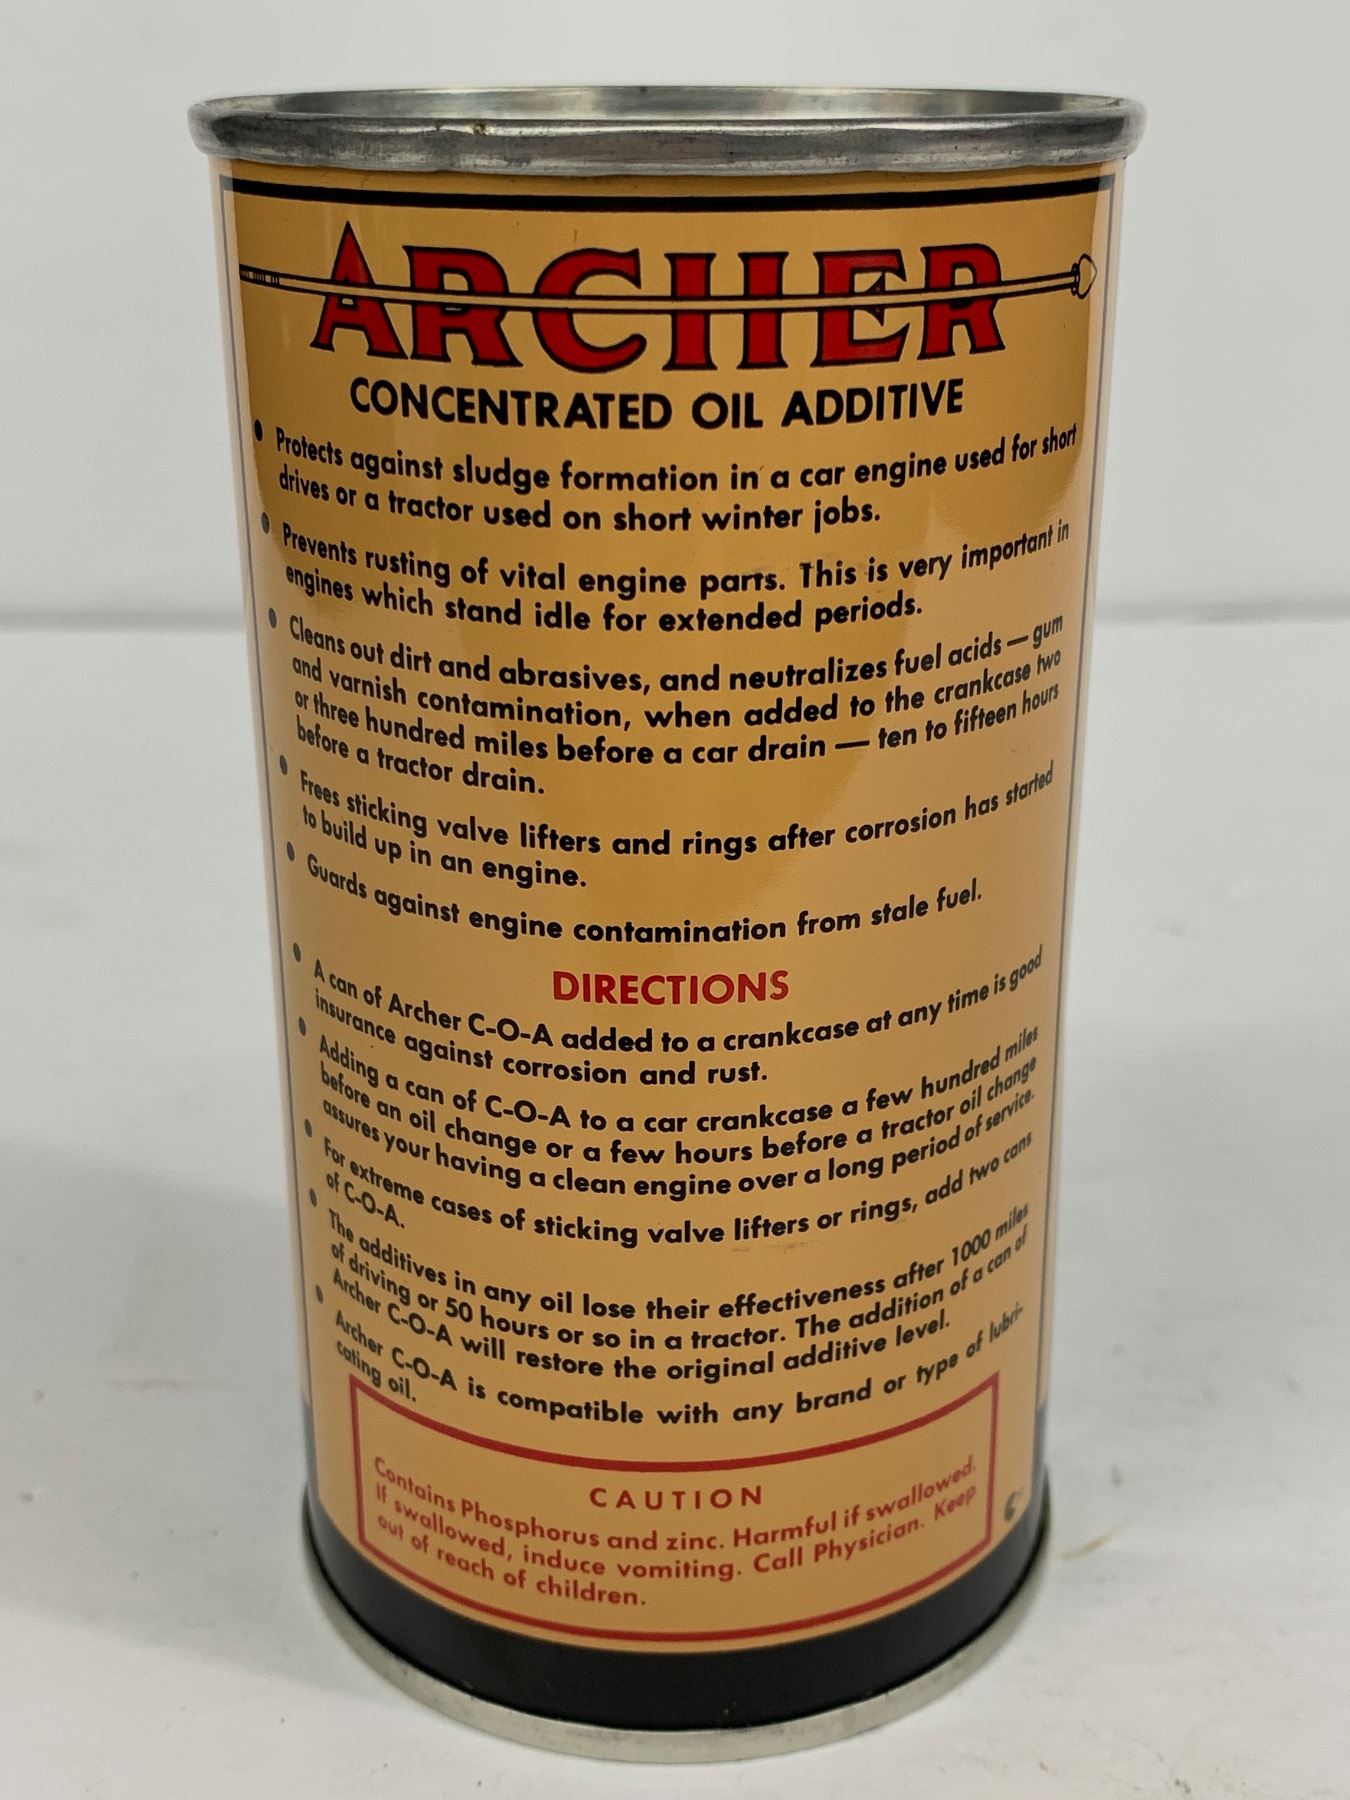 ARCHER
CONCENTRATED OIL ADDITIVE
• Protects against sludge formation in a car engine used for short
drives or a tractor used on short winter jobs.
• Prevents rusting of vital engine parts. This is very important in
engines which stand idle for extended periods.
• Cleans out dirt and abrasives, and neutralizes fuel acids — gum
and varnish contamination, when added to the crankcase two
or three hundred miles before a car drain — ten to fifteen hours
before a tractor drain.
• Frees sticking valve lifters and rings after corrosion has started
to build up in an engine.
• Guards against engine contamination from stale fuel.
DIRECTIONS
• A can of Archer C-O-A added to a crankcase at any time is good
insurance against corrosion and rust.
• Adding a can of C-O-A to a car crankcase a few hundred miles
before an oil change or a few hours before a tractor oil change
assures your having a clean engine over a long period of service.
• For extreme cases of sticking valve lifters or rings, add two cans
of C-O-A.
• The additives in any oil lose their effectiveness after 1000 miles
of driving or 50 hours or so in a tractor. The addition of a can of
Archer C-O-A will restore the original additive level.
• Archer C-O-A is compatible with any brand or type of lubri-
cating oil.
CAUTION
Contains Phosphorus and zinc. Harmful if swallowed.
If swallowed, induce vomiting. Call Physician. Keep
out of reach of children.